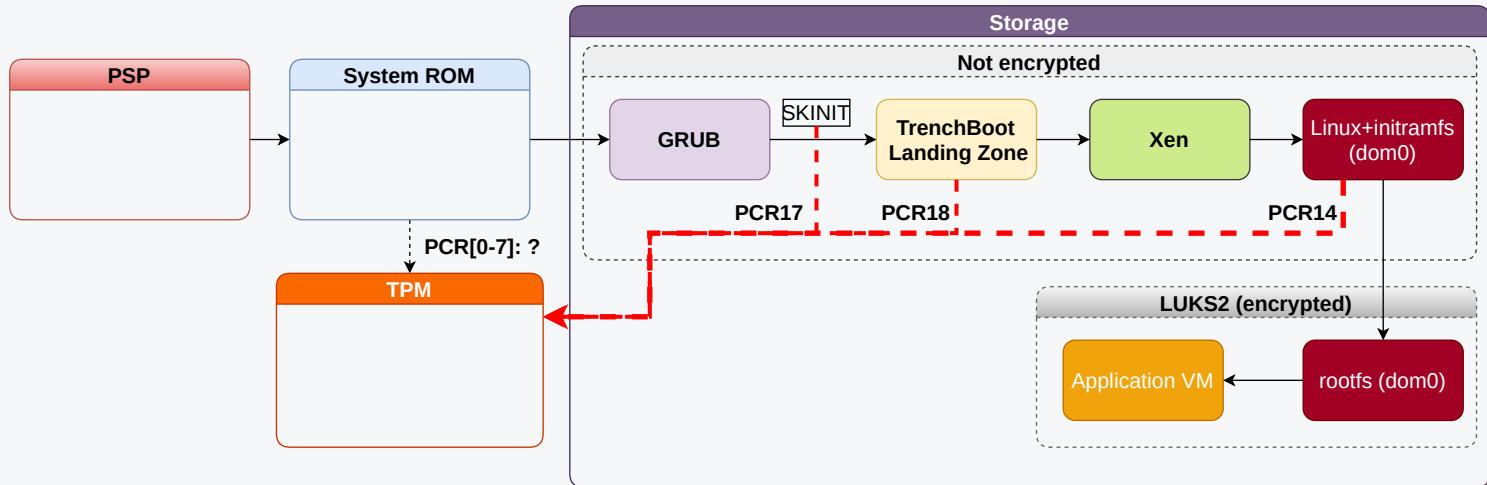 Storage
Not encrypted
PSP
System ROM
GRUB
SKINIT
TrenchBoot
Landing Zone
Xen
Linux+initramfs
(dom0)
PCR17
PCR18
PCR14
PCR[0-7]: ?
TPM
LUKS2 (encrypted)
Application VM
rootfs (dom0)